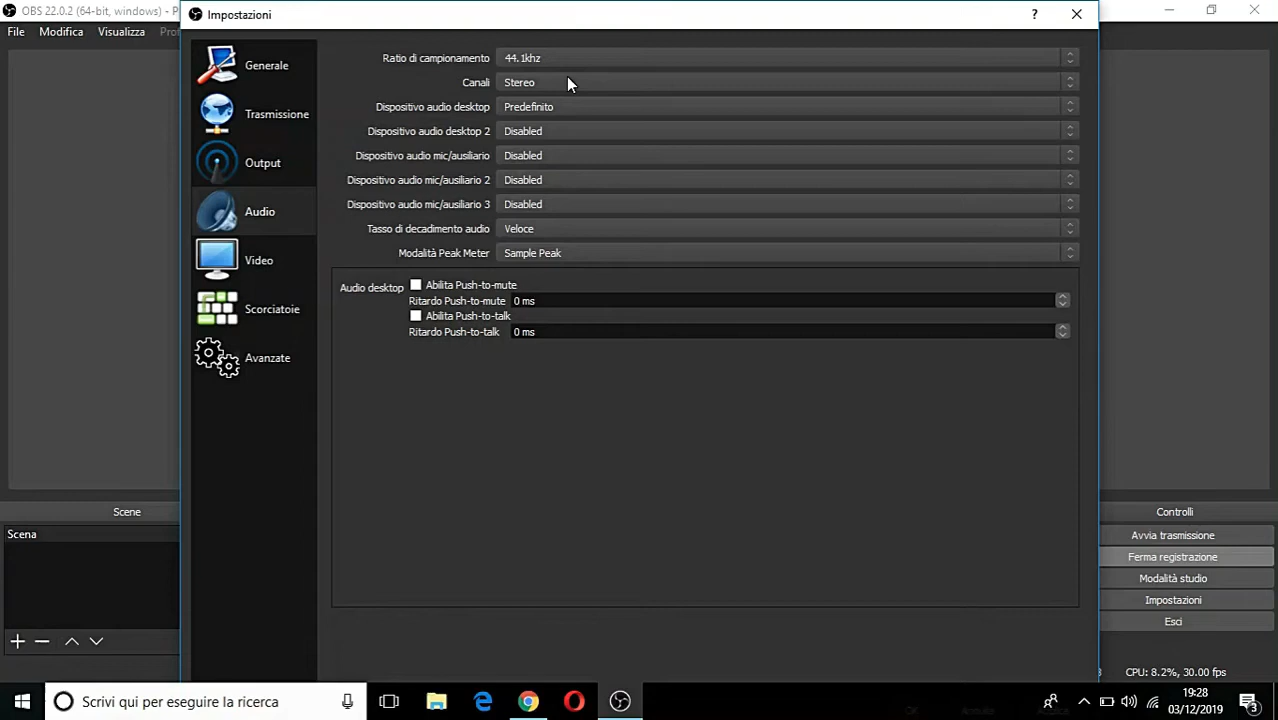 OBS 22.0.2 (64-bit, windows) - P
Impostazioni
?
File Modifica Visualizza
Generale
Trasmissione
Output
Audio
Video
Scorciatoie
Avanzate
Ratio di campionamento 44.1khz
Canali Stereo
Dispositivo audio desktop Predefinito
Dispositivo audio desktop 2 Disabled
Dispositivo audio mic/ausiliario Disabled
Dispositivo audio mic/ausiliario 2 Disabled
Dispositivo audio mic/ausiliario 3 Disabled
Tasso di decadimento audio Veloce
Modalità Peak Meter Sample Peak
Audio desktop Abilita Push-to-mute
Ritardo Push-to-mute 0 ms
Abilita Push-to-talk
Ritardo Push-to-talk 0 ms
Scene
Scena
Controlli
Avvia trasmissione
Ferma registrazione
Modalità studio
Impostazioni
Esci
CPU: 8.2%, 30.00 fps
Scrivi qui per eseguire la ricerca
19:28
03/12/2019
3